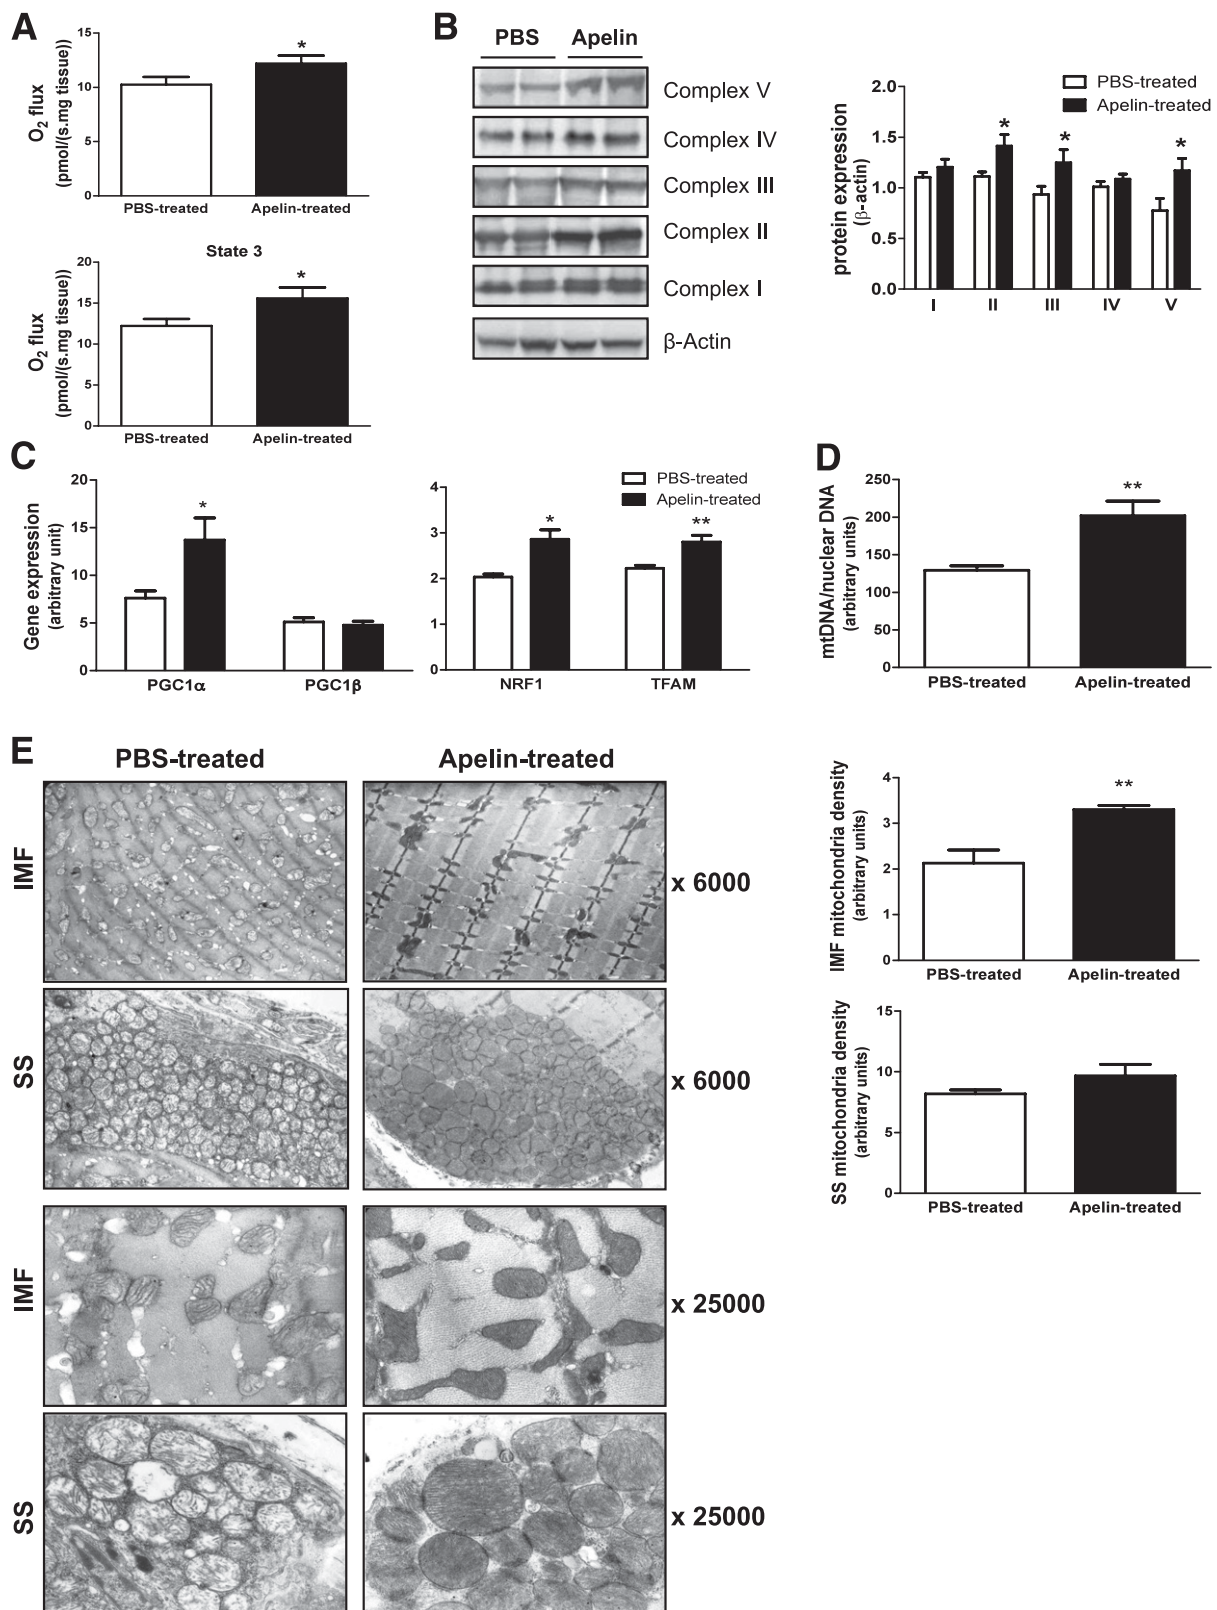 A
15
10
5
0
O2 flux
(pmol/(s.mg tissue))
*
PBS-treated Apelin-treated
State 3
20
15
10
5
0
O2 flux
(pmol/(s.mg tissue))
*
PBS-treated Apelin-treated
B
PBS Apelin
Complex V
Complex IV
Complex III
Complex II
Complex I
β-Actin
PBS-treated
Apelin-treated
2.0
1.5
1.0
0.5
0.0
protein expression
(β-actin)
* * *
I II III IV V
C
20
15
10
5
0
Gene expression
(arbitrary unit)
*
PGC1α PGC1β
PBS-treated
Apelin-treated
4
3
2
1
0
* **
NRF1 TFAM
D
250
200
150
100
50
0
mtDNA/nuclear DNA
(arbitrary units)
**
PBS-treated Apelin-treated
E
PBS-treated Apelin-treated
IMF
x 6000
SS
x 6000
IMF
x 25000
SS
x 25000
4
3
2
1
0
IMF mitochondria density
(arbitrary units)
**
PBS-treated Apelin-treated
15
10
5
0
SS mitochondria density
(arbitrary units)
PBS-treated Apelin-treated